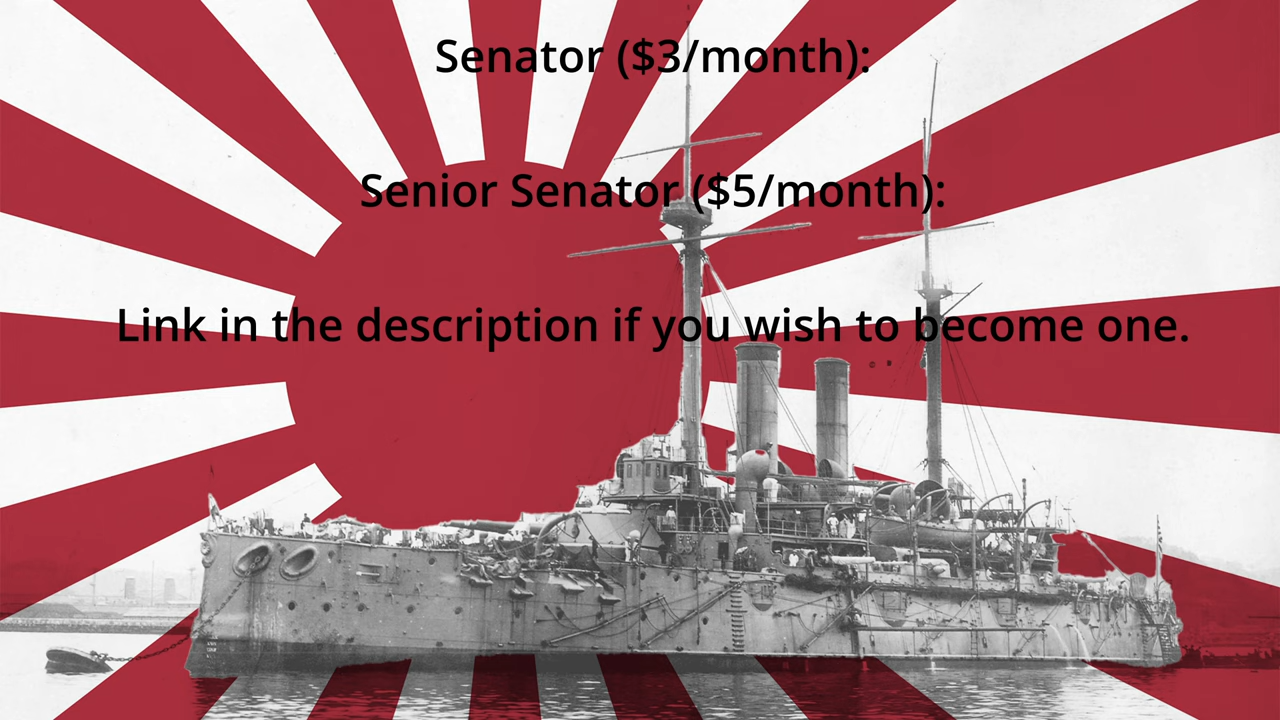 Senator ($3/month):
Senior Senator ($5/month):
Link in the description if you wish to become one.